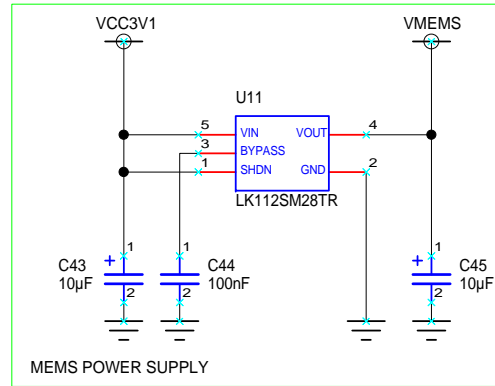 VCC3V1 VMEMS
U11
5 VIN VOUT 4
3 BYPASS
1 SHDN GND 2
LK112SM28TR
1 1 1
C43 10µF
C44 100nF
C45 10µF
2 2 2
MEMS POWER SUPPLY